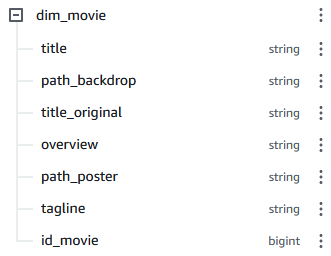 dim_movie
title string
path_backdrop string
title_original string
overview string
path_poster string
tagline string
id_movie bigint